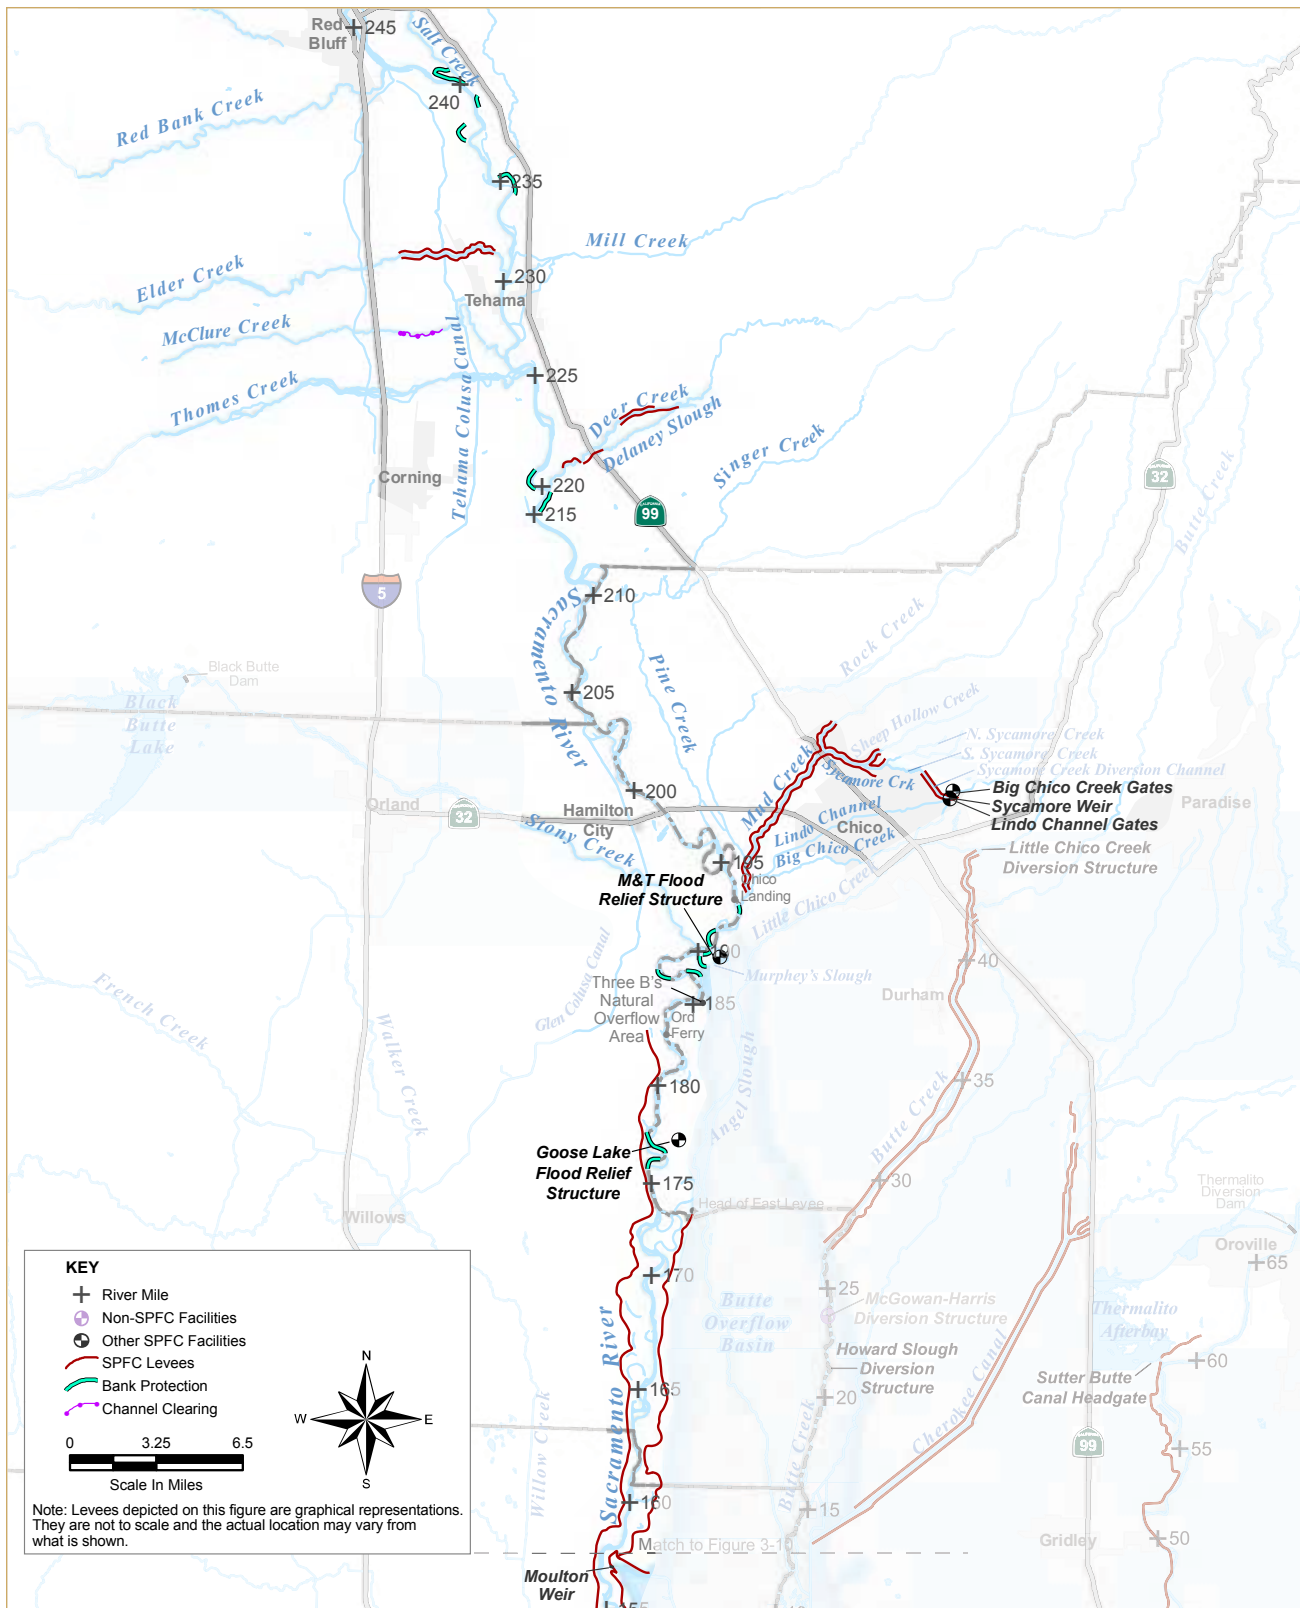 Red
Bluff
245
Salt Creek
240
Red Bank Creek
235
Mill Creek
Elder Creek
230
Tehama
McClure Creek
Tehama Colusa Canal
225
Thomes Creek
Deer Creek
Delaney Slough
Singer Creek
Corning
220
215
99
32
Butte Creek
5
210
Sacramento River
Rock Creek
Pine Creek
Black Butte
Dam
Black
Butte
Lake
205
Sheep Hollow Creek
N. Sycamore Creek
S. Sycamore Creek
Sycamore Creek Diversion Channel
Mud Creek
Sycamore Crk
Big Chico Creek Gates
Sycamore Weir
Lindo Channel Gates
Paradise
200
Orland
32
Hamilton
City
Stony Creek
Lindo Channel
Chico
Big Chico Creek
195
Little Chico Creek
Diversion Structure
Chico
Landing
M&T Flood
Relief Structure
Little Chico Creek
190
Murphey's Slough
40
Durham
French Creek
Glen Colusa Canal
Three B's
Natural
Overflow
Area
185
Ord
Ferry
Walker Creek
Angel Slough
180
35
Butte Creek
Goose Lake
Flood Relief
Structure
175
30
Head of East Levee
Thermalito
Diversion
Dam
Willows
Oroville
65
170
25
Butte
Overflow
Basin
McGowan-Harris
Diversion Structure
Thermalito
Afterbay
Howard Slough
Diversion
Structure
60
Sutter Butte
Canal Headgate
165
20
Sacramento River
Cherokee Canal
Willow Creek
Butte Creek
99
55
160
15
Gridley
50
Match to Figure 3-10
Moulton
Weir
155
10
KEY
River Mile
Non-SPFC Facilities
Other SPFC Facilities
SPFC Levees
Bank Protection
Channel Clearing
N
W E
S
0 3.25 6.5
Scale In Miles
Note: Levees depicted on this figure are graphical representations.
They are not to scale and the actual location may vary from
what is shown.